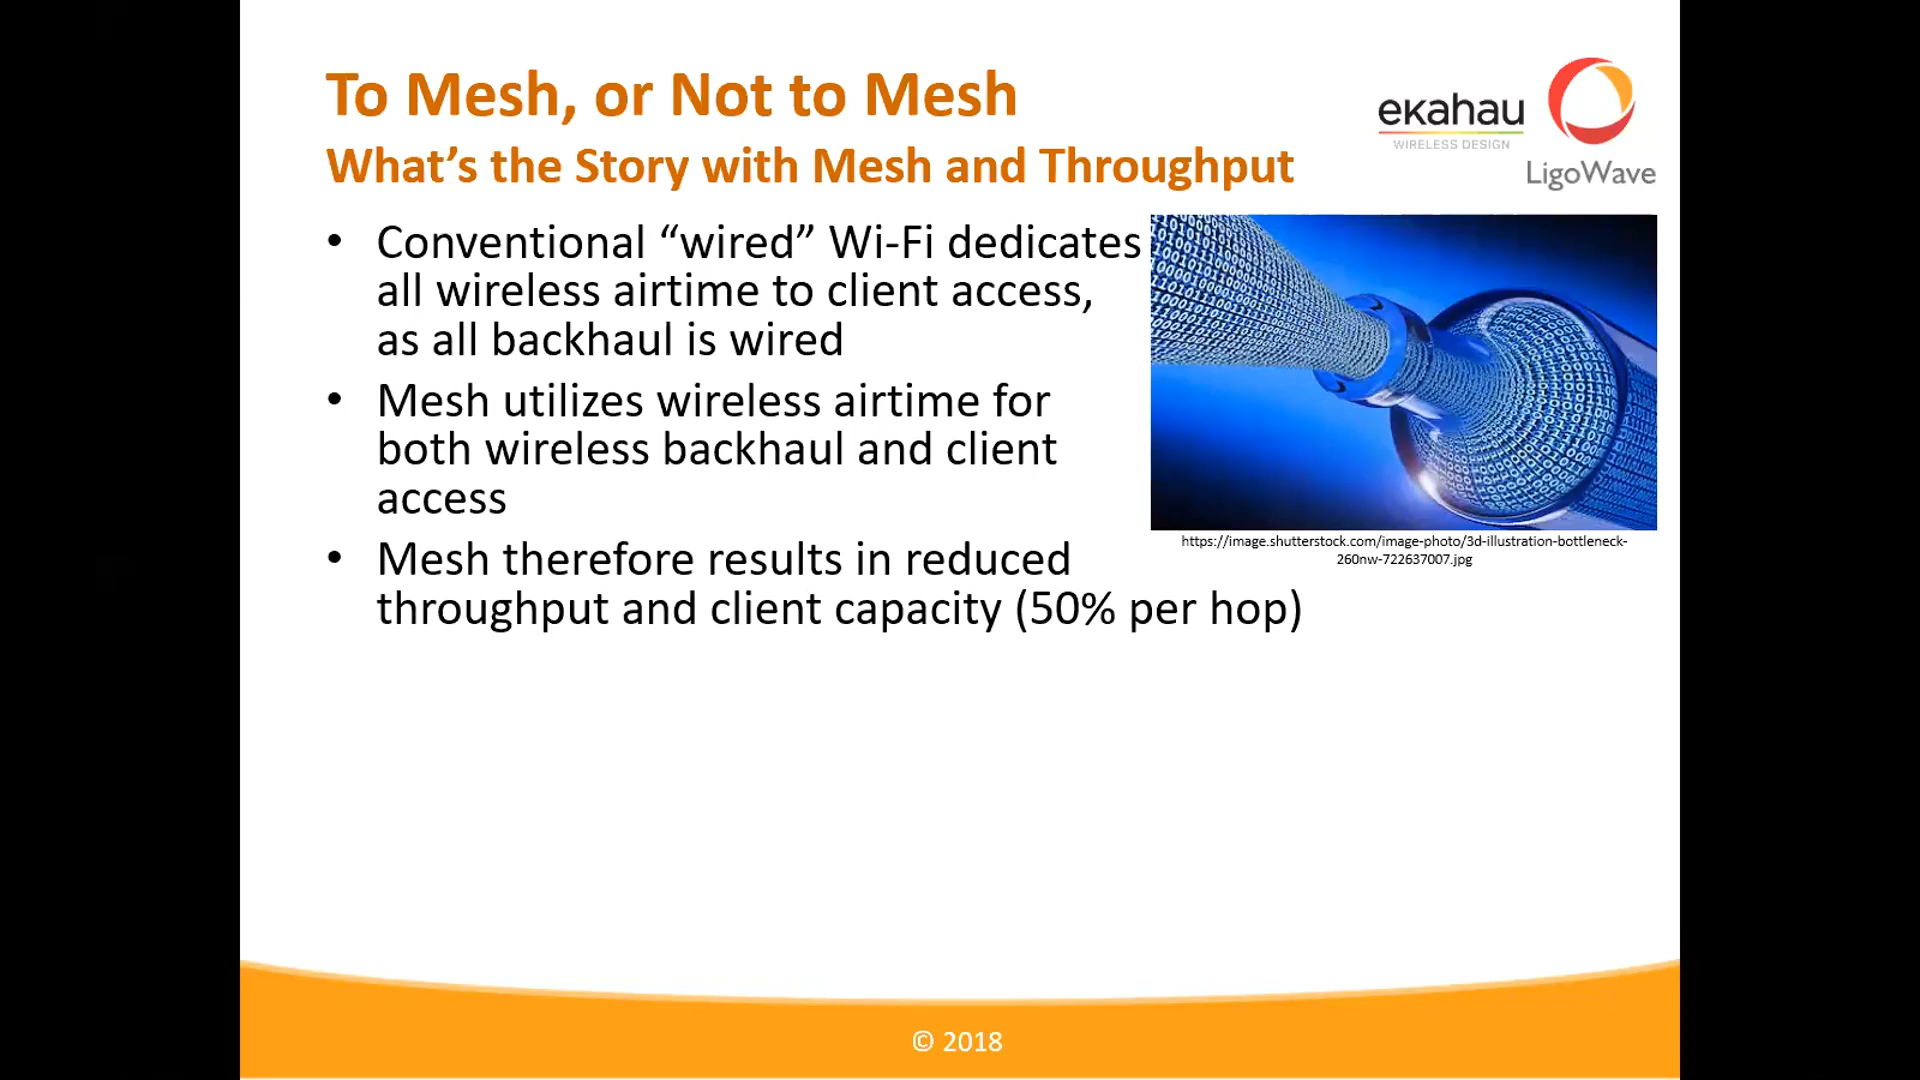 To Mesh, or Not to Mesh
What’s the Story with Mesh and Throughput
ekahau
WIRELESS DESIGN
LigoWave
• Conventional “wired” Wi-Fi dedicates
all wireless airtime to client access,
as all backhaul is wired
• Mesh utilizes wireless airtime for
both wireless backhaul and client
access
• Mesh therefore results in reduced
throughput and client capacity (50% per hop)
https://image.shutterstock.com/image-photo/3d-illustration-bottleneck-
260nw-722637007.jpg
© 2018